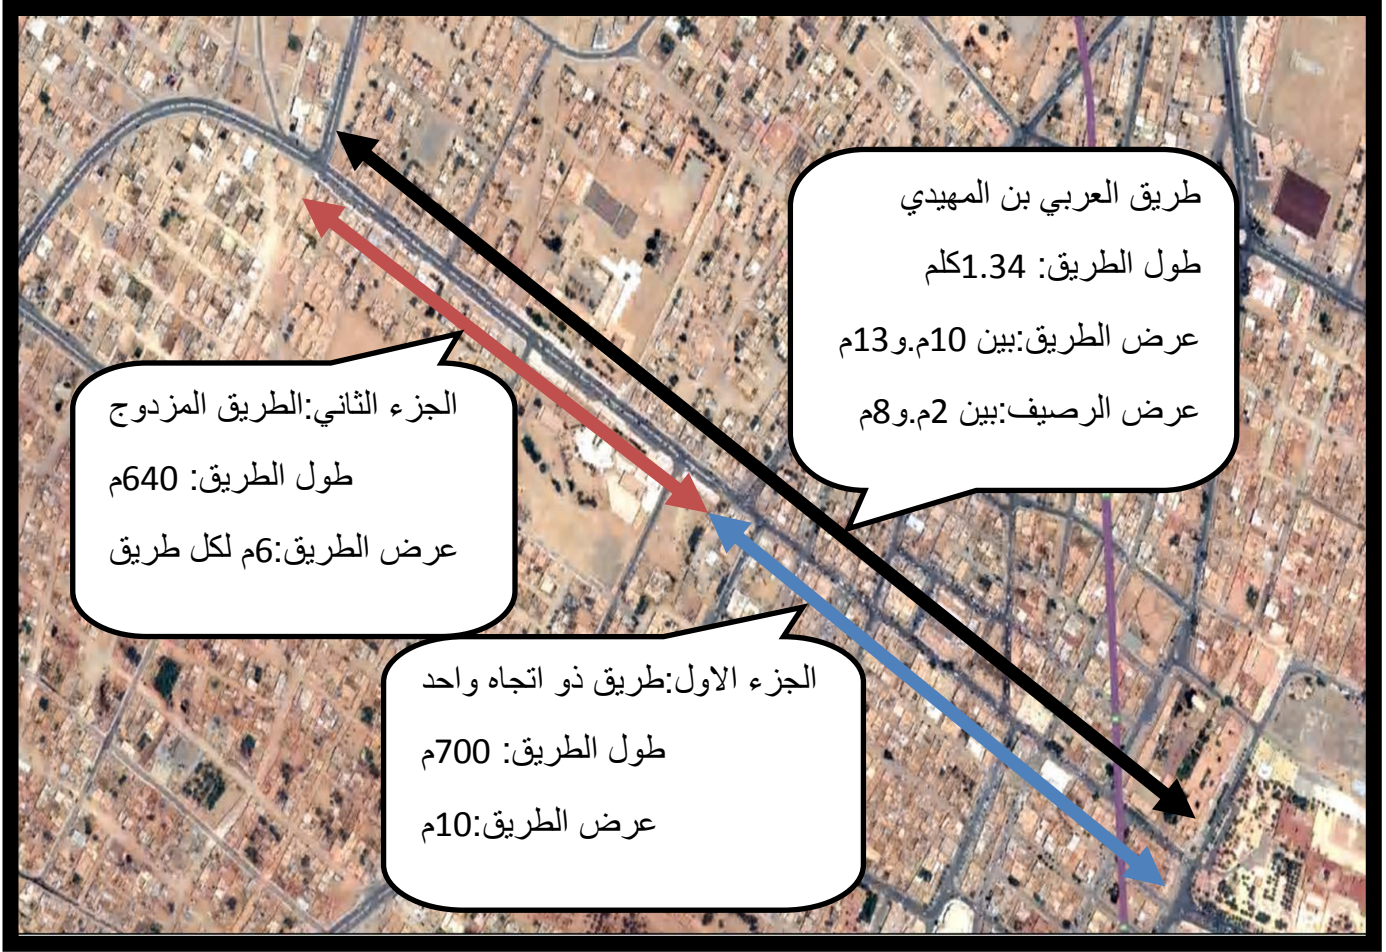 طريق العربي بن المهيدي
طول الطريق: 1.34كلم
عرض الطريق:بين 10م.و13م
عرض الرصيف:بين 2م.و8م
الجزء الثاني:الطريق المزدوج
طول الطريق: 640م
عرض الطريق:6م لكل طريق
الجزء الاول:طريق ذو اتجاه واحد
طول الطريق: 700م
عرض الطريق:10م